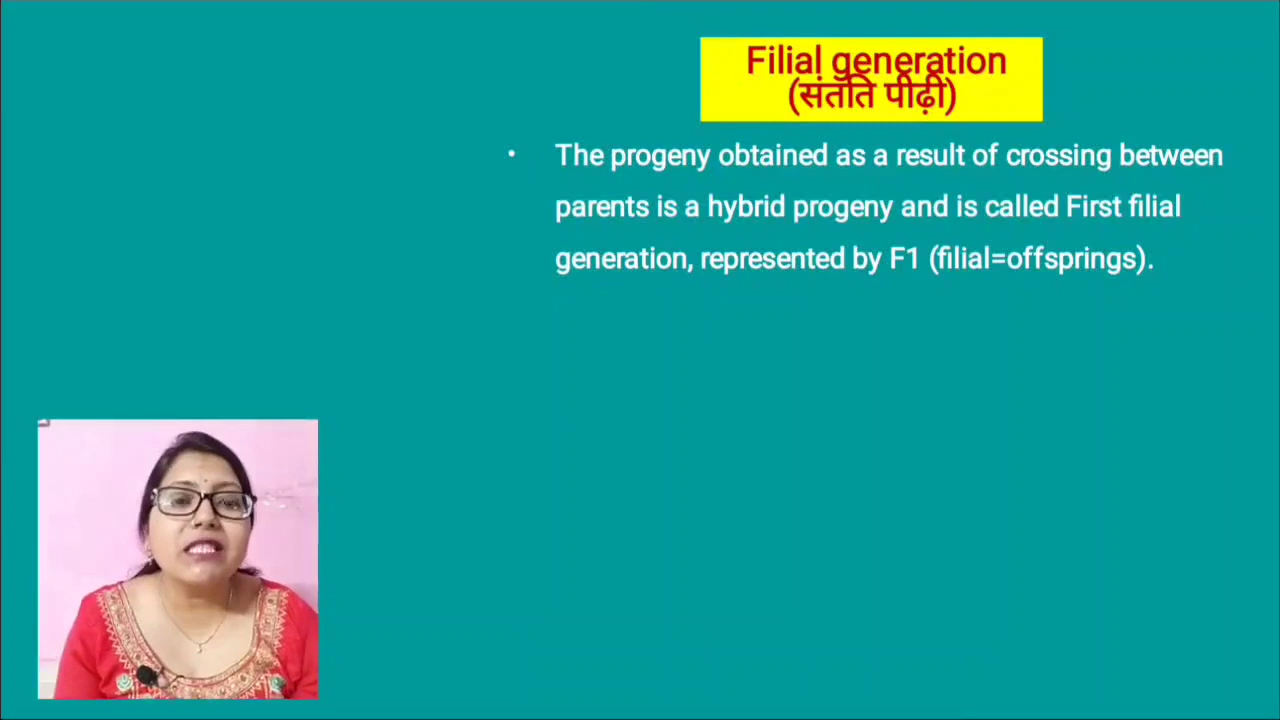 Filial generation
(संतति पीढ़ी)
• The progeny obtained as a result of crossing between
parents is a hybrid progeny and is called First filial
generation, represented by F1 (filial=offsprings).